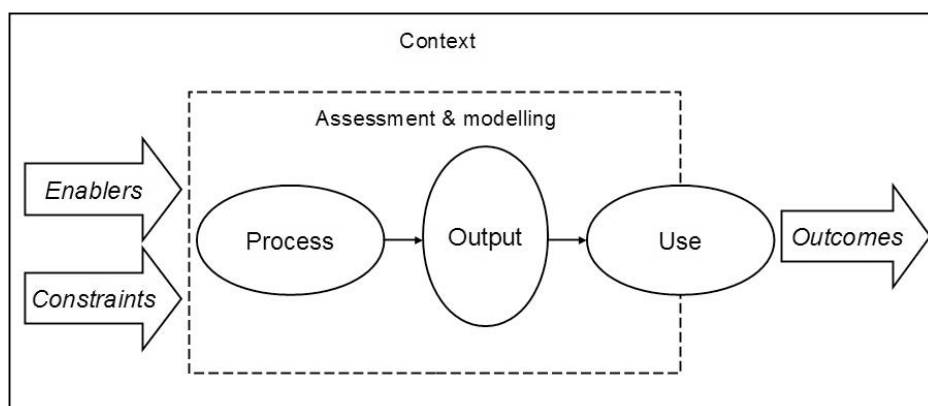 Context
Assessment & modelling
Enablers
Constraints
Process
Output
Use
Outcomes